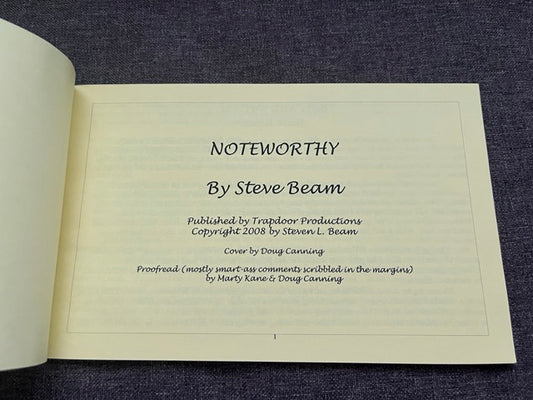 NOTEWORTHY
By Steve Beam
Published by Trapdoor Productions
Copyright 2008 by Steven L. Beam
Cover by Doug Canning
Proofread (mostly smart-ass comments scribbled in the margins)
by Marty Kane & Doug Canning
1